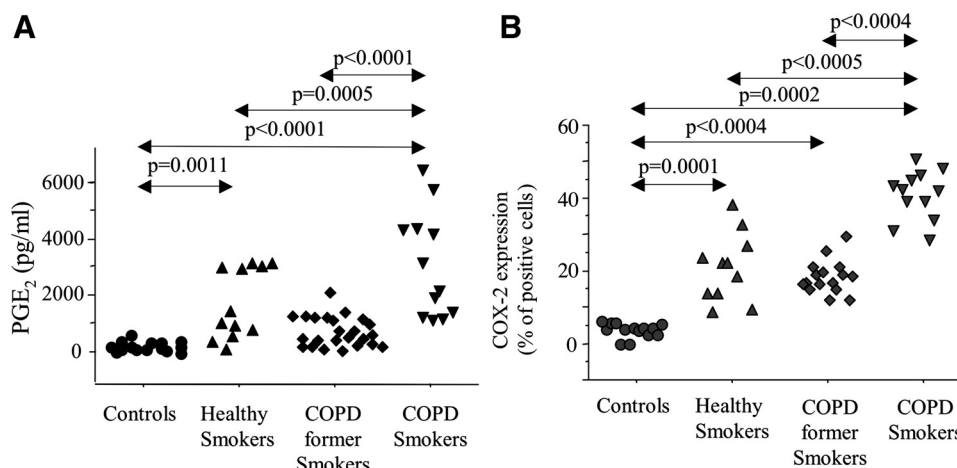 A
p<0.0001
p=0.0005
p<0.0001
p=0.0011
PGE2 (pg/ml)
6000
4000
2000
0
Controls
Healthy
Smokers
COPD
former
Smokers
COPD
Smokers
B
p<0.0004
p<0.0005
p=0.0002
p<0.0004
p=0.0001
COX-2 expression
(% of positive cells)
60
40
20
0
Controls
Healthy
Smokers
COPD
former
Smokers
COPD
Smokers